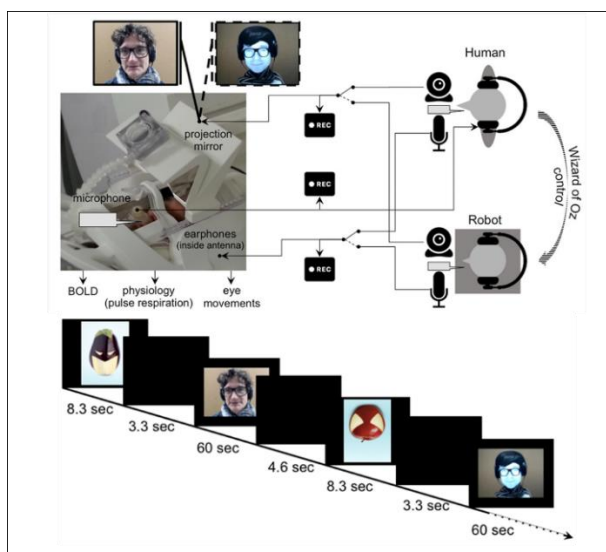 Human
projection
mirror
REC
microphone
REC
Wizard of Oz
control
earphones
(inside antenna)
Robot
REC
BOLD
physiology
(pulse respiration)
eye
movements
8.3 sec
3.3 sec
60 sec
4.6 sec
8.3 sec
3.3 sec
60 sec